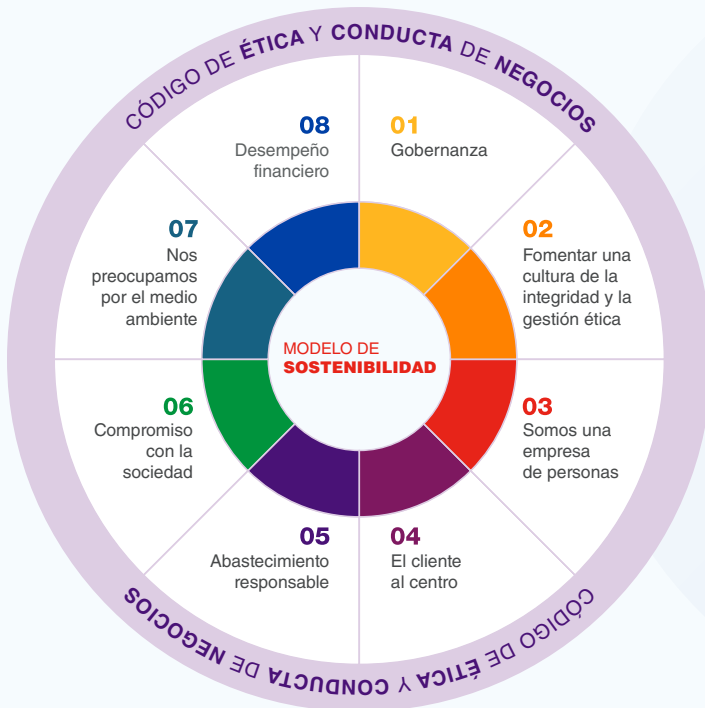 CÓDIGO DE ÉTICA Y CONDUCTA DE NEGOCIOS
01
Gobernanza
02
Fomentar una
cultura de la
integridad y la
gestión ética
03
Somos una
empresa
de personas
04
El cliente
al centro
05
Abastecimiento
responsable
06
Compromiso
con la
sociedad
07
Nos
preocupamos
por el medio
ambiente
08
Desempeño
financiero
MODELO DE
SOSTENIBILIDAD
CÓDIGO DE ÉTICA Y CONDUCTA DE NEGOCIOS